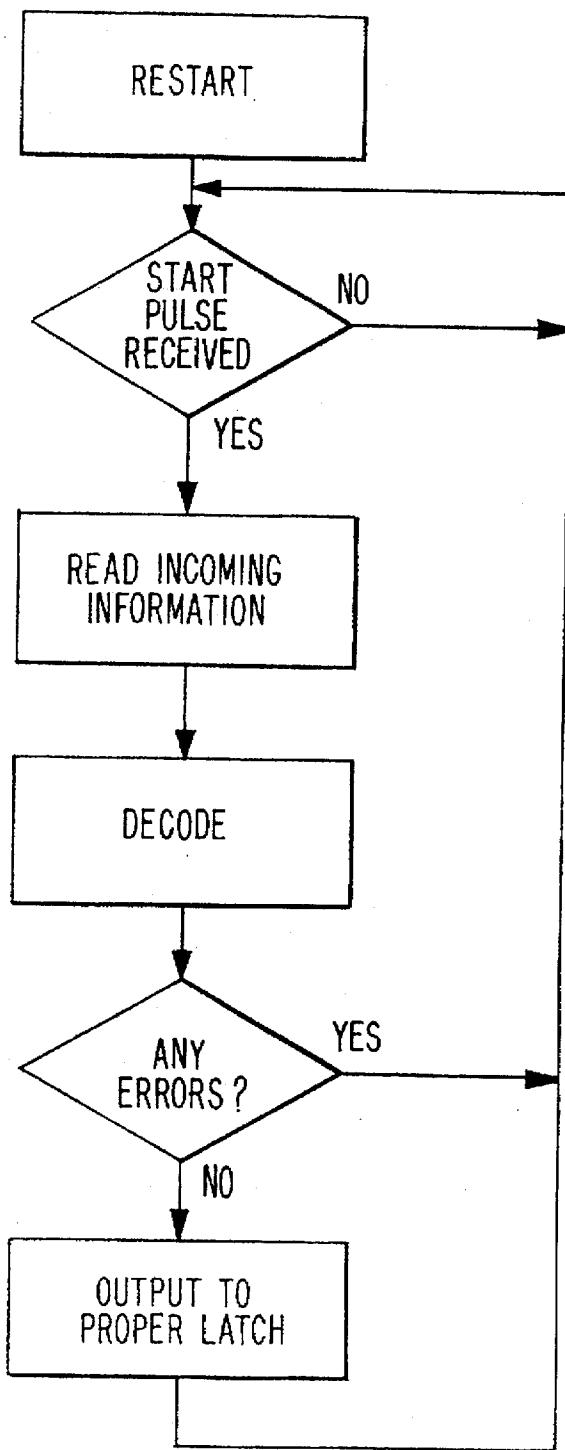 RESTART
START
PULSE
RECEIVED
NO
YES
READ INCOMING
INFORMATION
DECODE
ANY
ERRORS?
YES
NO
OUTPUT TO
PROPER LATCH